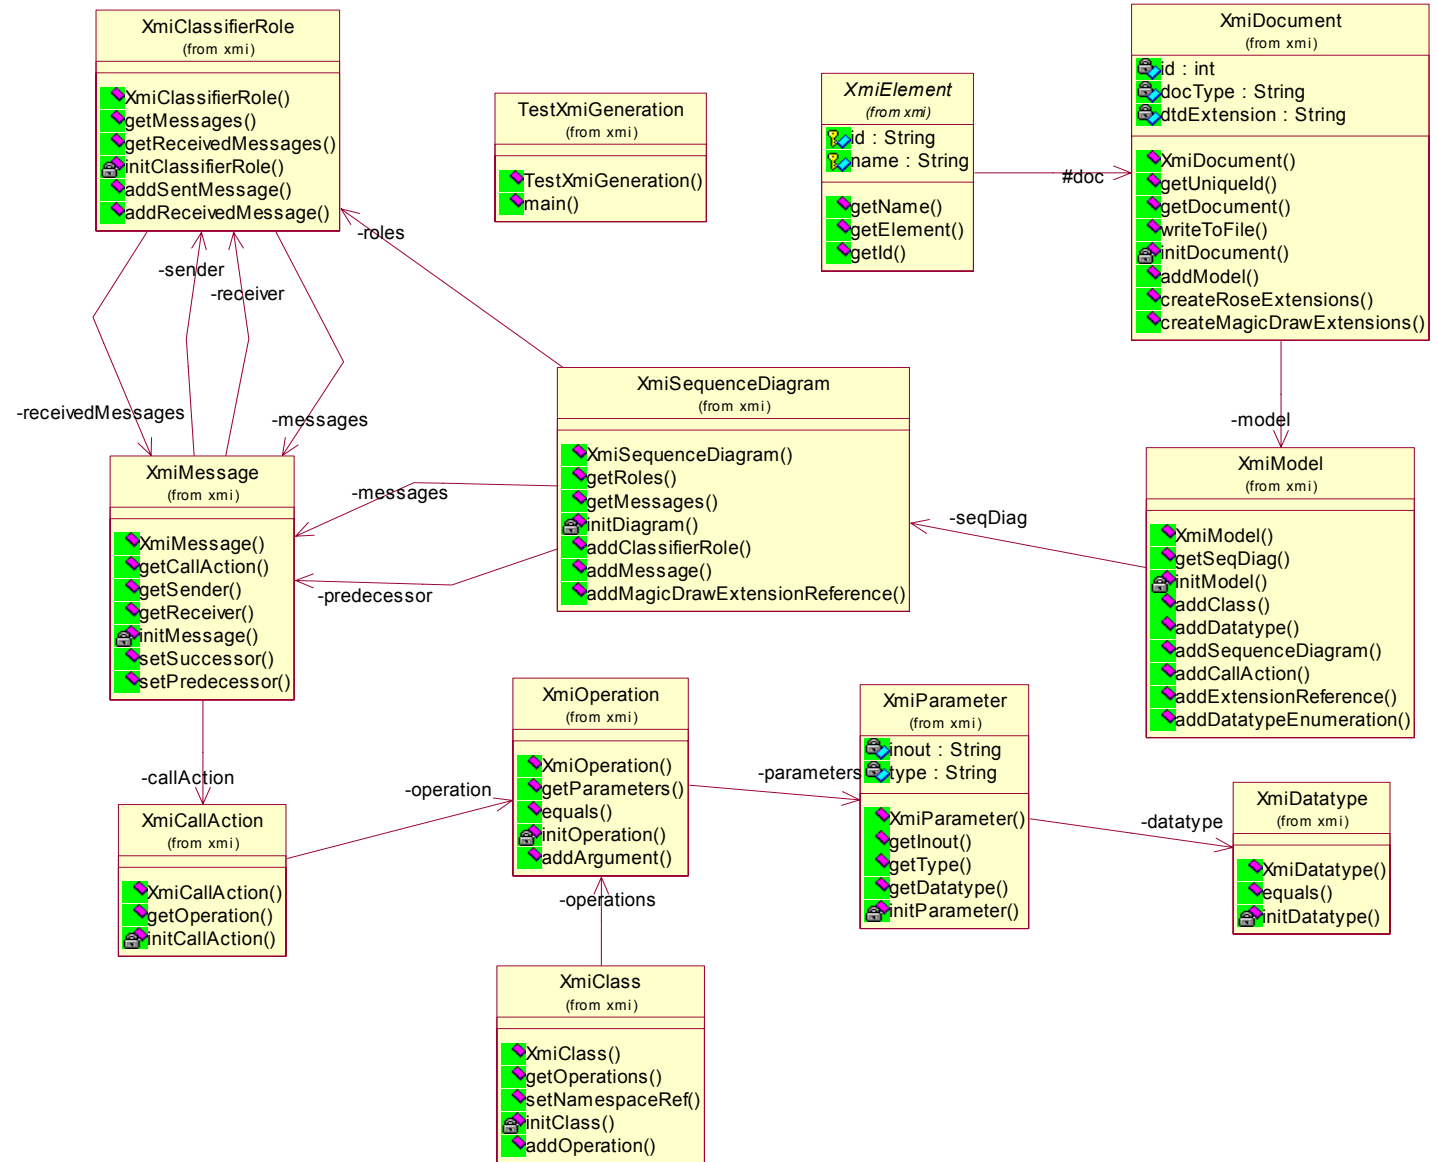 XmiClassifierRole
(from xmi)
XmiClassifierRole()
getMessages()
getReceivedMessages()
initClassifierRole()
addSentMessage()
addReceivedMessage()
TestXmiGeneration
(from xmi)
TestXmiGeneration()
main()
XmiElement
(from xmi)
id : String
name : String
getName()
getElement()
getId()
#doc
XmiDocument
(from xmi)
id : int
docType : String
dtdExtension : String
XmiDocument()
getUniqueId()
getDocument()
writeToFile()
initDocument()
addModel()
createRoseExtensions()
createMagicDrawExtensions()
-roles
-sender
-receiver
-receivedMessages
-messages
-model
XmiSequenceDiagram
(from xmi)
XmiSequenceDiagram()
getRoles()
getMessages()
initDiagram()
addClassifierRole()
addMessage()
addMagicDrawExtensionReference()
-messages
-predecessor
-seqDiag
XmiMessage
(from xmi)
XmiMessage()
getCallAction()
getSender()
getReceiver()
initMessage()
setSuccessor()
setPredecessor()
XmiModel
(from xmi)
XmiModel()
getSeqDiag()
initModel()
addClass()
addDatatype()
addSequenceDiagram()
addCallAction()
addExtensionReference()
addDatatypeEnumeration()
-callAction
XmiOperation
(from xmi)
XmiOperation()
getParameters()
equals()
initOperation()
addArgument()
-operation
-parameters
XmiParameter
(from xmi)
inout : String
type : String
XmiParameter()
getInout()
getType()
getDatatype()
initParameter()
-datatype
XmiDatatype
(from xmi)
XmiDatatype()
equals()
initDatatype()
XmiCallAction
(from xmi)
XmiCallAction()
getOperation()
initCallAction()
-operations
XmiClass
(from xmi)
XmiClass()
getOperations()
setNamespaceRef()
initClass()
addOperation()